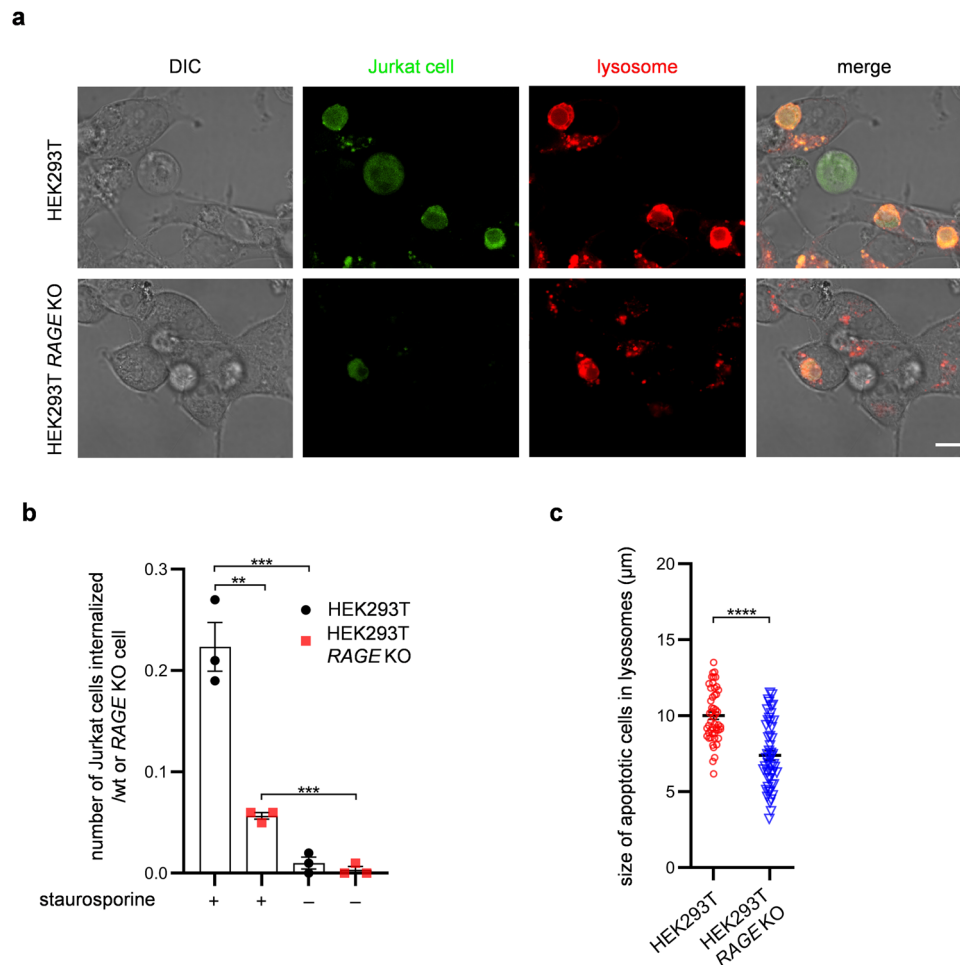 a
DIC
Jurkat cell
lysosome
merge
HEK293T
HEK293T RAGE KO
b
number of Jurkat cells internalized
/wt or RAGE KO cell
0.3
0.2
0.1
0.0
***
**
***
HEK293T
HEK293T
RAGE KO
staurosporine + + – –
c
size of apoptotic cells in lysosomes (μm)
20
15
10
5
0
****
HEK293T
HEK293T
RAGE KO